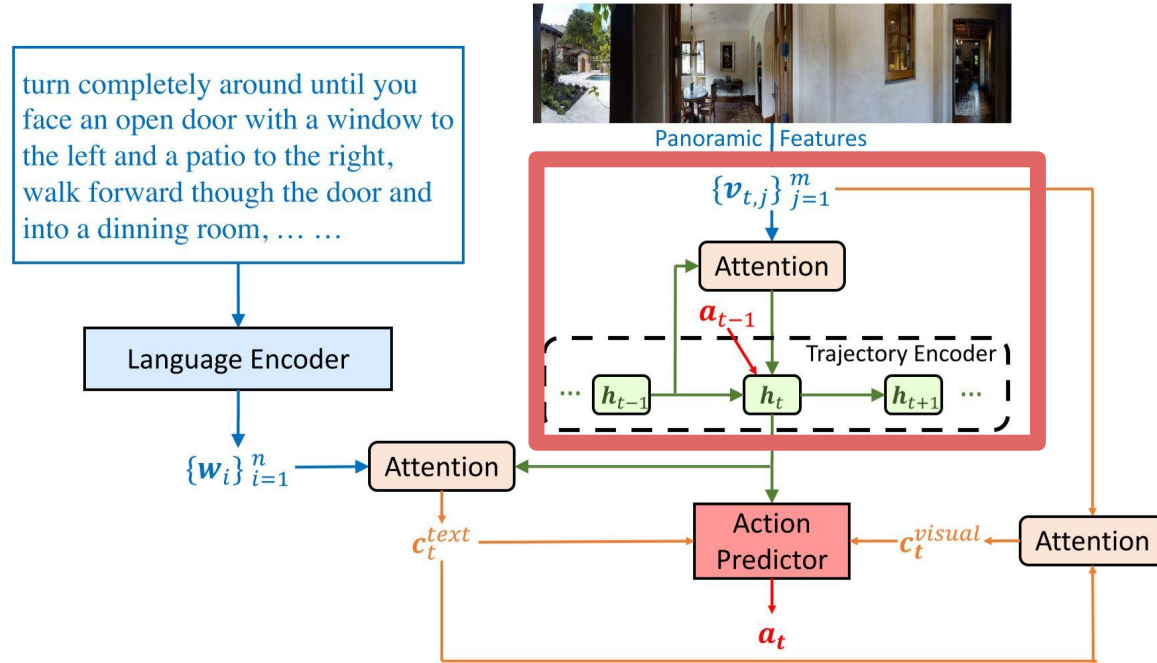 turn completely around until you
face an open door with a window to
the left and a patio to the right,
walk forward though the door and
into a dinning room, … …
Panoramic Features
{v_{t,j}}_{j=1}^{m}
Attention
a_{t-1}
Trajectory Encoder
… h_{t-1} h_t h_{t+1} …
Language Encoder
{w_i}_{i=1}^{n}
Attention
c_t^{text}
Action
Predictor
c_t^{visual}
Attention
a_t